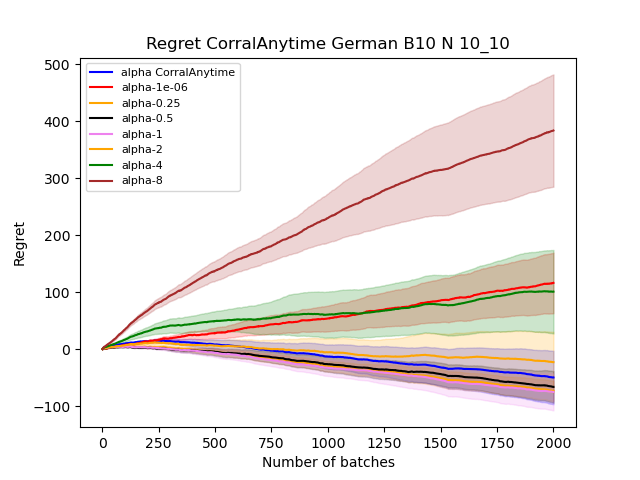 Regret CorralAnytime German B10 N 10_10
500
400
300
200
100
0
−100
Regret
alpha CorralAnytime
alpha-1e-06
alpha-0.25
alpha-0.5
alpha-1
alpha-2
alpha-4
alpha-8
0 250 500 750 1000 1250 1500 1750 2000
Number of batches